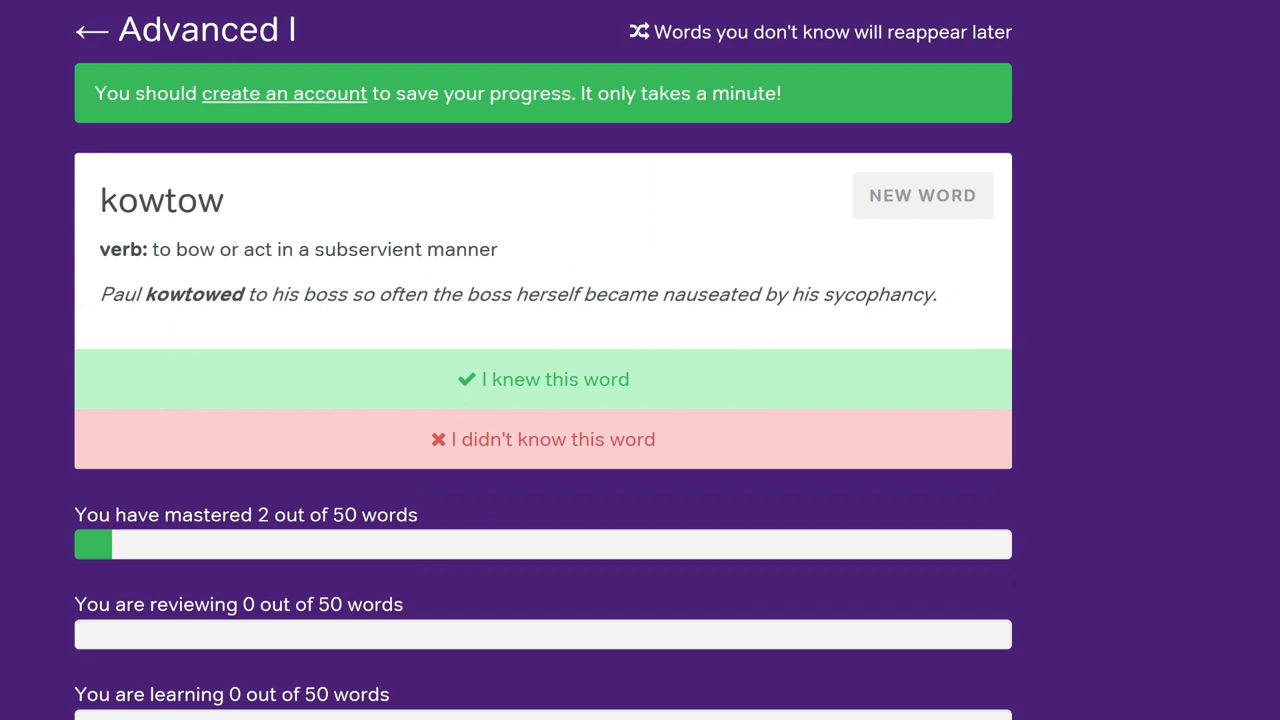 ← Advanced I
Words you don't know will reappear later
You should create an account to save your progress. It only takes a minute!
kowtow
NEW WORD
verb: to bow or act in a subservient manner
Paul kowtowed to his boss so often the boss herself became nauseated by his sycophancy.
I knew this word
I didn't know this word
You have mastered 2 out of 50 words
You are reviewing 0 out of 50 words
You are learning 0 out of 50 words